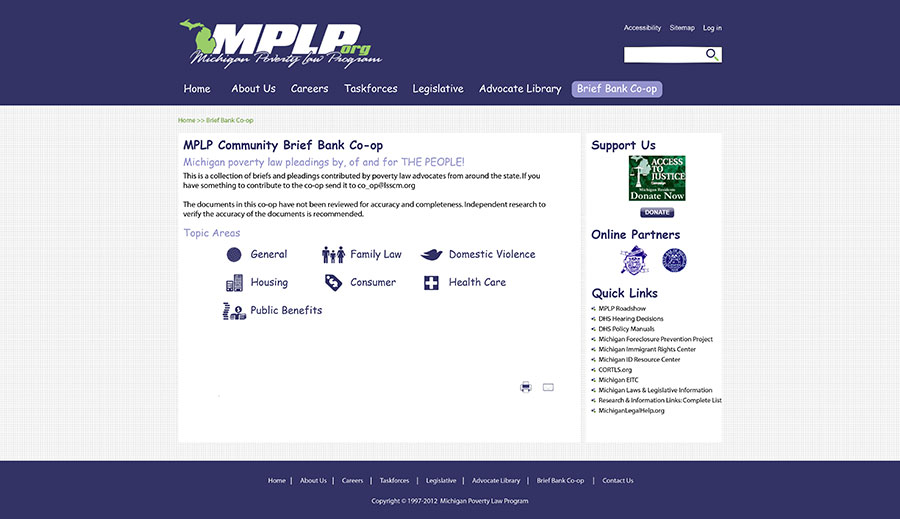 Accessibility Sitemap Log in
MPLP.org
Michigan Poverty Law Program
Home About Us Careers Taskforces Legislative Advocate Library Brief Bank Co-op
Home >> Brief Bank Co-op
MPLP Community Brief Bank Co-op
Michigan poverty law pleadings by, of and for THE PEOPLE!
This is a collection of briefs and pleadings contributed by poverty law advocates from around the state. If you
have something to contribute to the co-op send it to co_op@lsscm.org
The documents in this co-op have not been reviewed for accuracy and completeness. Independent research to
verify the accuracy of the documents is recommended.
Topic Areas
General Family Law Domestic Violence
Housing Consumer Health Care
Public Benefits
Support Us
ACCESS
TO
JUSTICE
Campaign
Michigan Residents
Donate Now
DONATE
Online Partners
Quick Links
MPLP Roadshow
DHS Hearing Decisions
DHS Policy Manuals
Michigan Foreclosure Prevention Project
Michigan Immigrant Rights Center
Michigan ID Resource Center
CORTLS.org
Michigan EITC
Michigan Laws & Legislative Information
Research & Information Links: Complete List
MichiganLegalHelp.org
Home | About Us | Careers | Taskforces | Legislative | Advocate Library | Brief Bank Co-op | Contact Us
Copyright © 1997-2012 Michigan Poverty Law Program